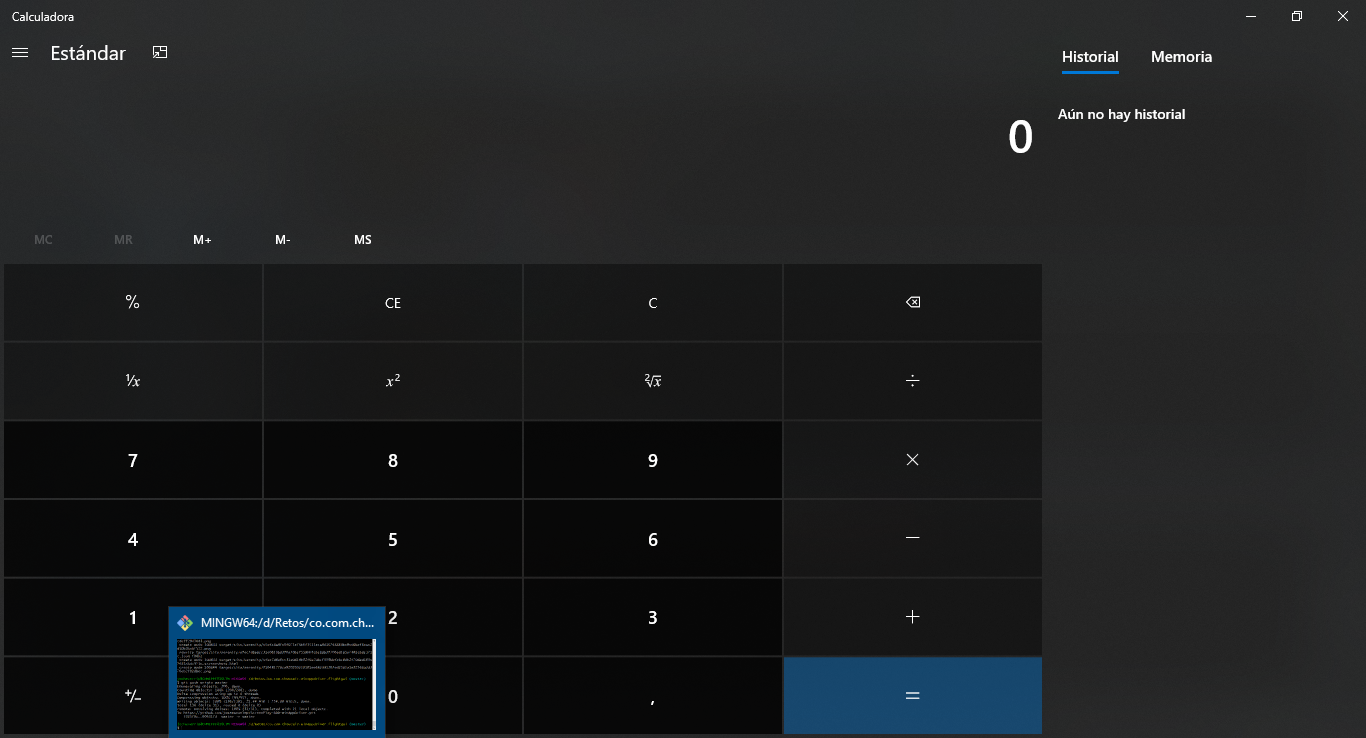 Calculadora
Estándar
Historial
Memoria
Aún no hay historial
0
MC
MR
M+
M-
MS
%
CE
C
⅟x
x²
²√x
÷
7
8
9
×
4
5
6
−
1
2
3
+
MINGW64:/d/Retos/co.com.ch...
+/−
0
,
=